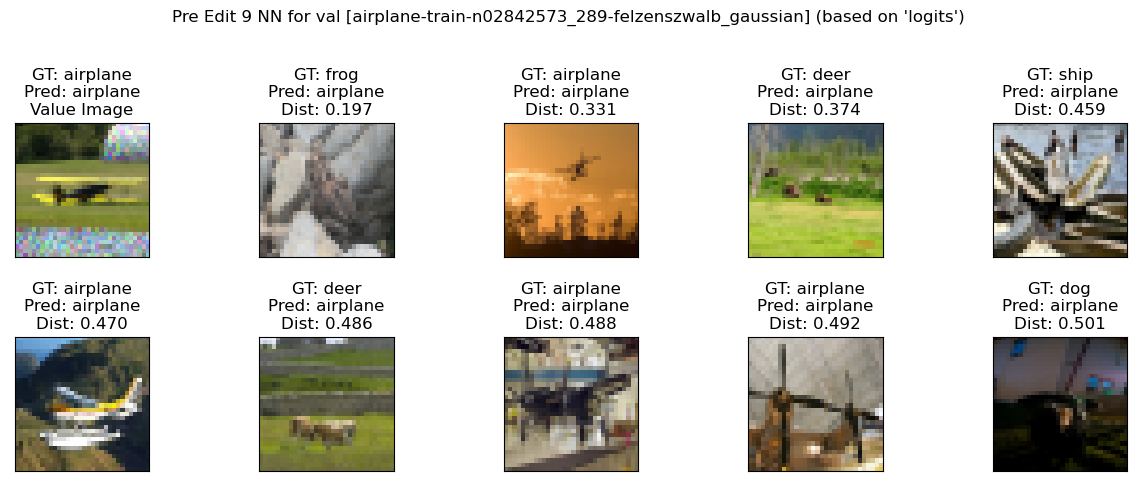 Pre Edit 9 NN for val [airplane-train-n02842573_289-felzenszwalb_gaussian] (based on 'logits')
GT: airplane
Pred: airplane
Value Image
GT: frog
Pred: airplane
Dist: 0.197
GT: airplane
Pred: airplane
Dist: 0.331
GT: deer
Pred: airplane
Dist: 0.374
GT: ship
Pred: airplane
Dist: 0.459
GT: airplane
Pred: airplane
Dist: 0.470
GT: deer
Pred: airplane
Dist: 0.486
GT: airplane
Pred: airplane
Dist: 0.488
GT: airplane
Pred: airplane
Dist: 0.492
GT: dog
Pred: airplane
Dist: 0.501